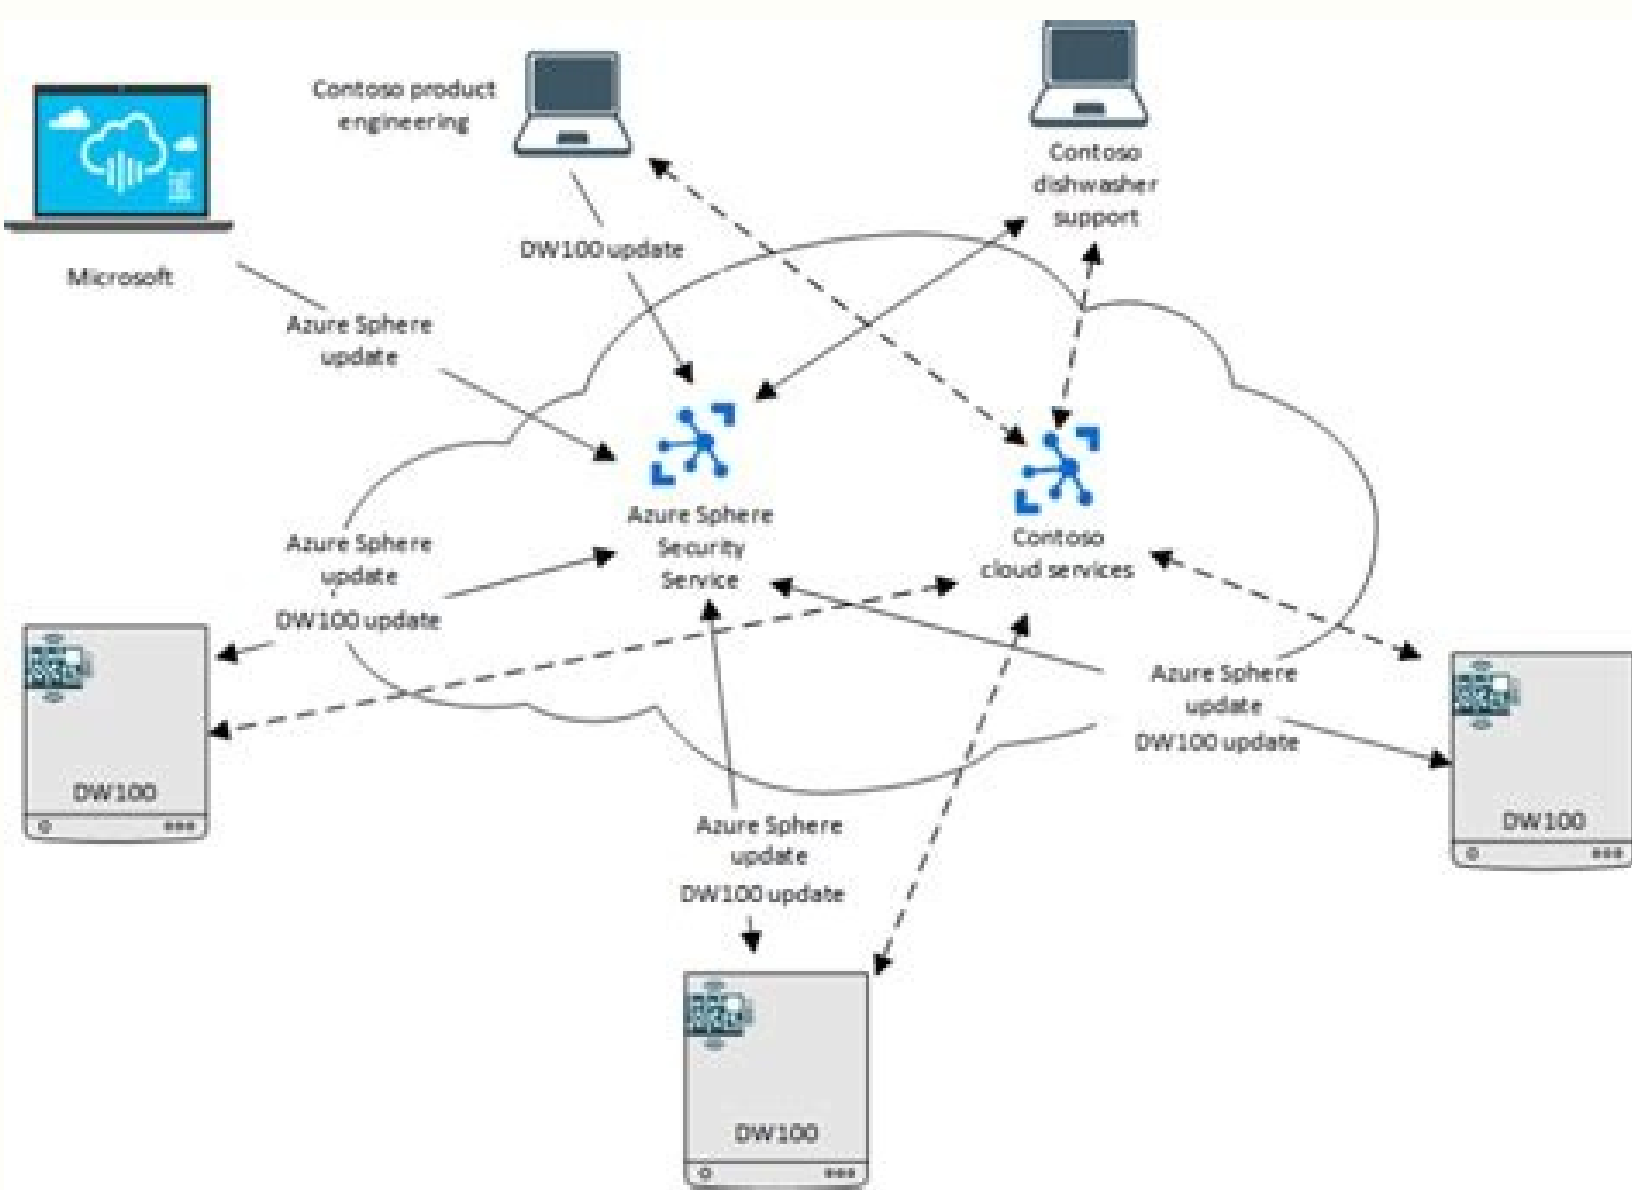 Contoso product
engineering
Contoso
dishwasher
support
Microsoft
DW100 update
Azure Sphere
update
Azure Sphere
Security
Service
Contoso
cloud services
Azure Sphere
update
DW100 update
Azure Sphere
update
DW100 update
Azure Sphere
update
DW100 update
DW100
DW100
DW100